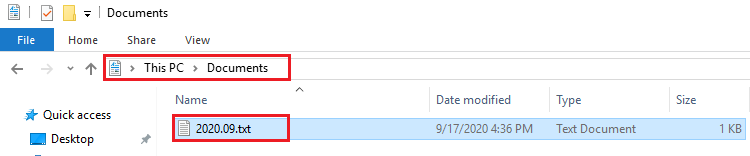 Documents
File Home Share View
This PC > Documents
Quick access
Desktop
Name Date modified Type Size
2020.09.txt 9/17/2020 4:36 PM Text Document 1 KB